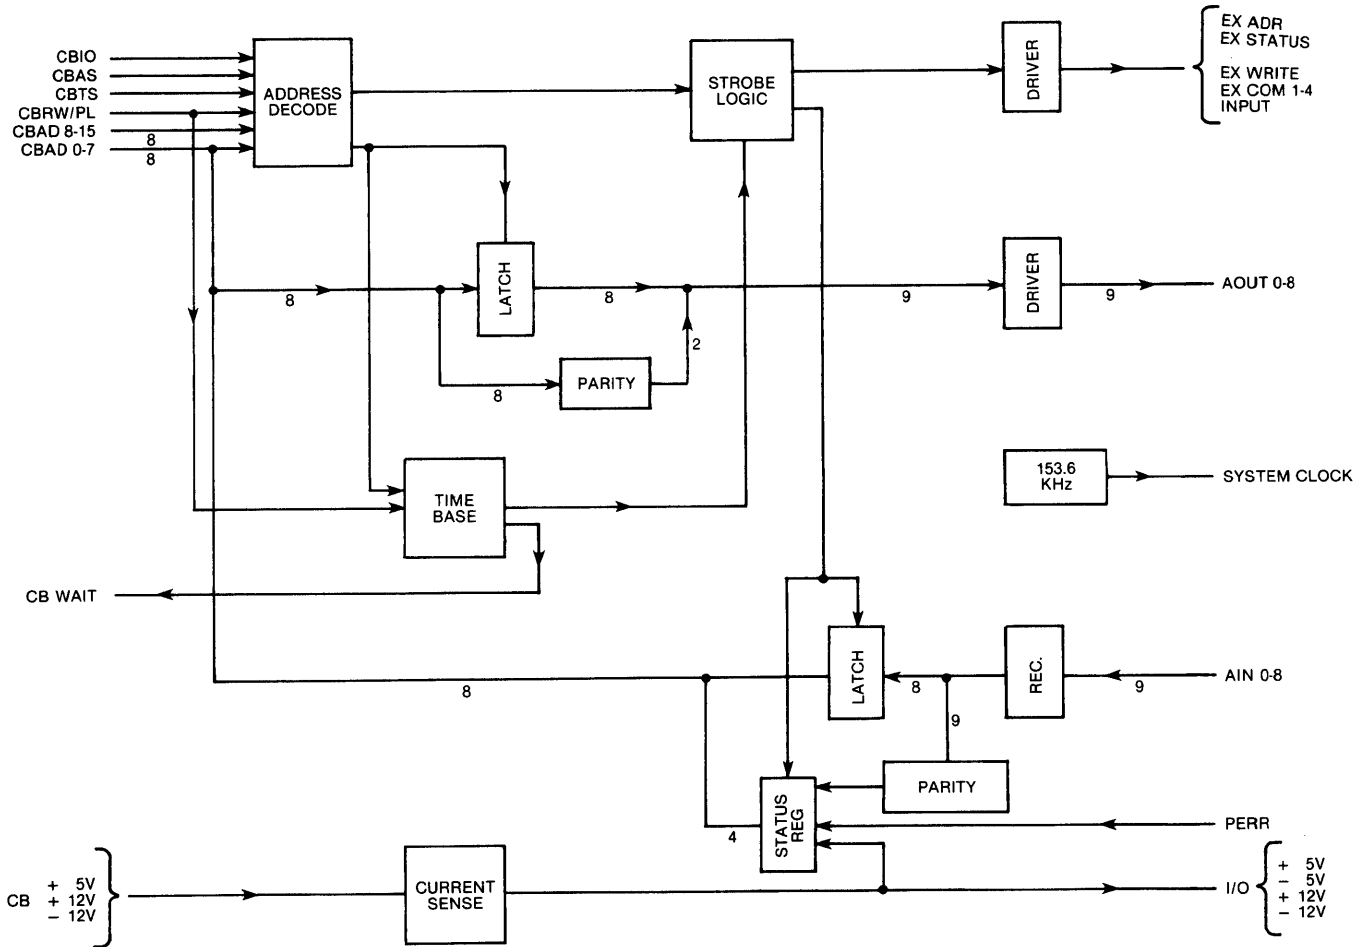 CBIO
CBAS
CBTS
CBRW/PL
CBAD 8-15
8
CBAD 0-7
8
ADDRESS
DECODE
STROBE
LOGIC
DRIVER
EX ADR
EX STATUS
EX WRITE
EX COM 1-4
INPUT
8
LATCH
8
9
DRIVER
9
AOUT 0-8
2
8
PARITY
TIME
BASE
153.6
KHz
SYSTEM CLOCK
CB WAIT
8
LATCH
8
REC.
9
AIN 0-8
9
PARITY
4
STATUS
REG
PERR
CB
+ 5V
+ 12V
− 12V
CURRENT
SENSE
I/O
+ 5V
− 5V
+ 12V
− 12V